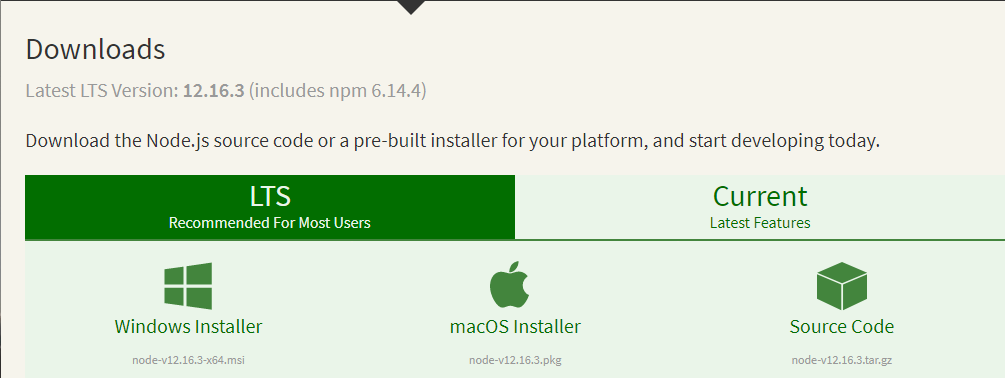 Downloads
Latest LTS Version: 12.16.3 (includes npm 6.14.4)
Download the Node.js source code or a pre-built installer for your platform, and start developing today.
LTS
Recommended For Most Users
Current
Latest Features
Windows Installer
node-v12.16.3-x64.msi
macOS Installer
node-v12.16.3.pkg
Source Code
node-v12.16.3.tar.gz